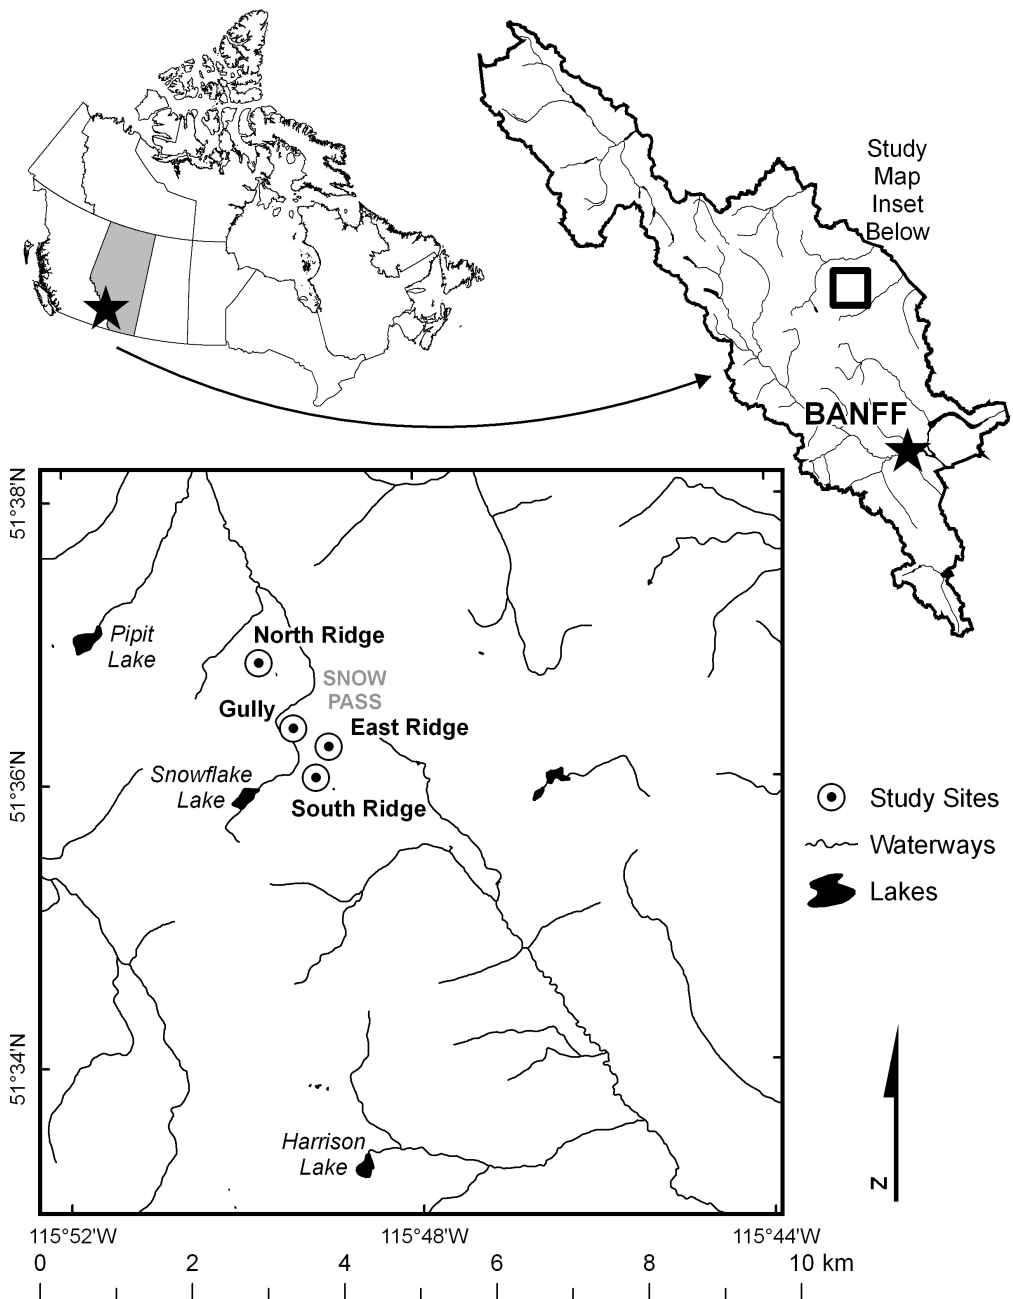 Study
Map
Inset
Below
BANFF
51°38'N
51°36'N
51°34'N
Pipit
Lake
North Ridge
SNOW
PASS
Gully
East Ridge
Snowflake
Lake
South Ridge
Harrison
Lake
Study Sites
Waterways
Lakes
N
115°52'W
115°48'W
115°44'W
0 2 4 6 8 10 km